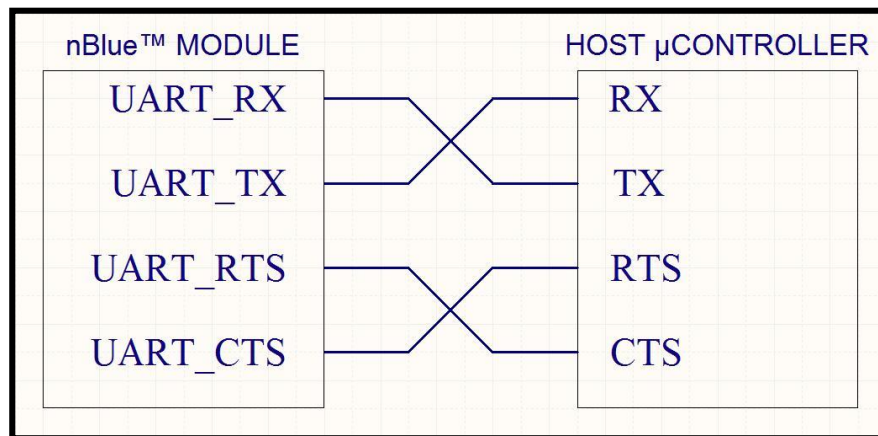 nBlue™ MODULE
HOST µCONTROLLER
UART_RX
RX
UART_TX
TX
UART_RTS
RTS
UART_CTS
CTS